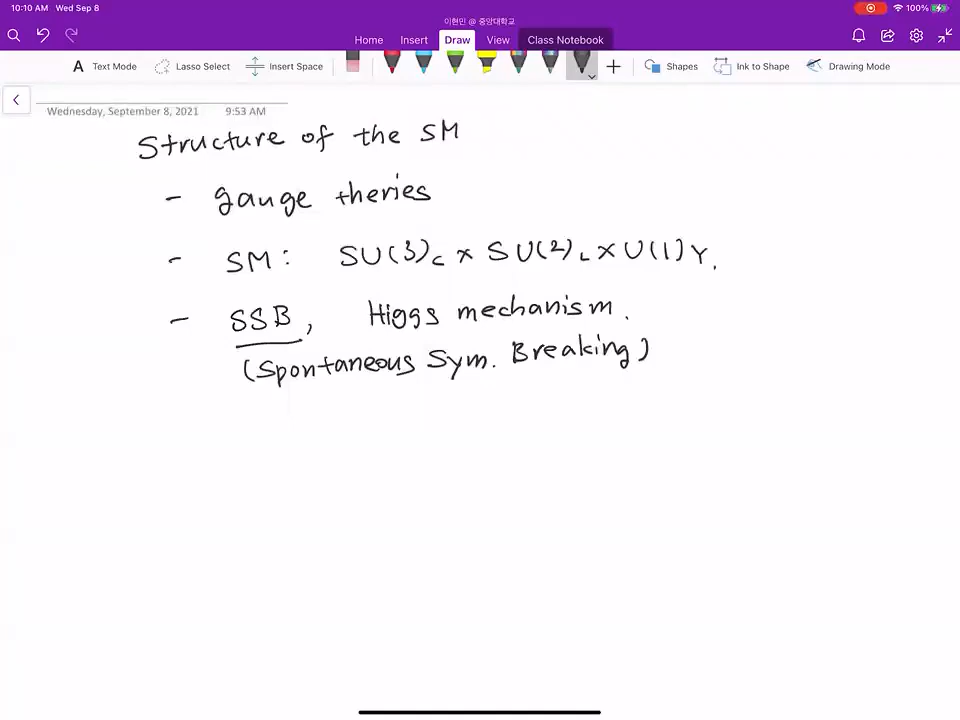 10:10 AM Wed Sep 8 100%
이현민 @ 중앙대학교
Home Insert Draw View Class Notebook
A Text Mode Lasso Select Insert Space Shapes Ink to Shape Drawing Mode
Wednesday, September 8, 2021 9:53 AM
Structure of the SM
- gauge theries
- SM: SU(3)c × SU(2)L × U(1)Y.
- SSB, Higgs mechanism.
(Spontaneous Sym. Breaking)